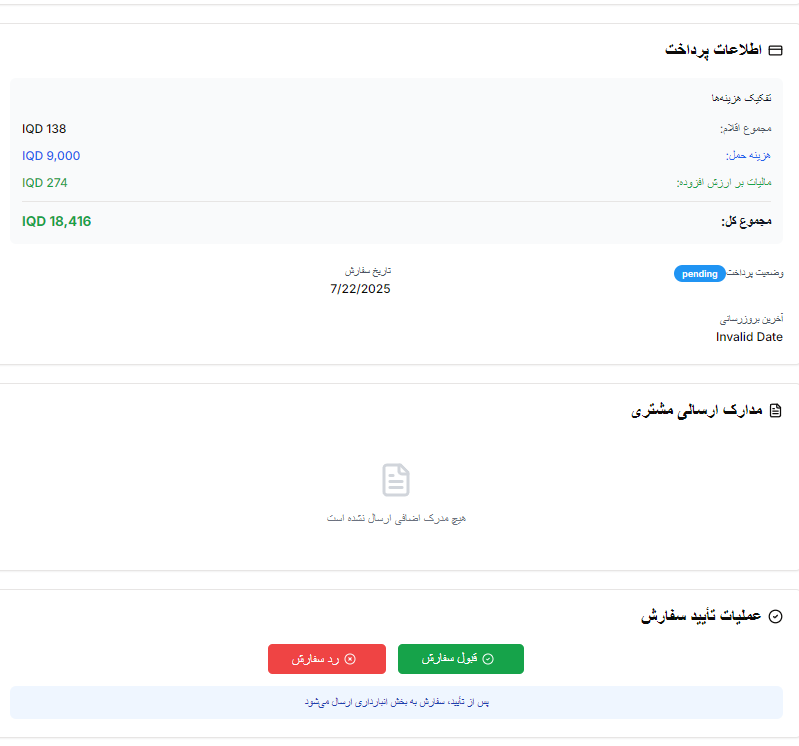 اطلاعات پرداخت
تفکیک هزینه‌ها
مجموع اقلام: IQD 138
هزینه حمل: IQD 9,000
مالیات بر ارزش افزوده: IQD 274
مجموع کل: IQD 18,416
وضعیت پرداخت pending
تاریخ سفارش
7/22/2025
آخرین بروزرسانی
Invalid Date
مدارک ارسالی مشتری
هیچ مدرک اضافی ارسال نشده است
عملیات تأیید سفارش
قبول سفارش
رد سفارش
پس از تأیید، سفارش به بخش انبارداری ارسال می‌شود